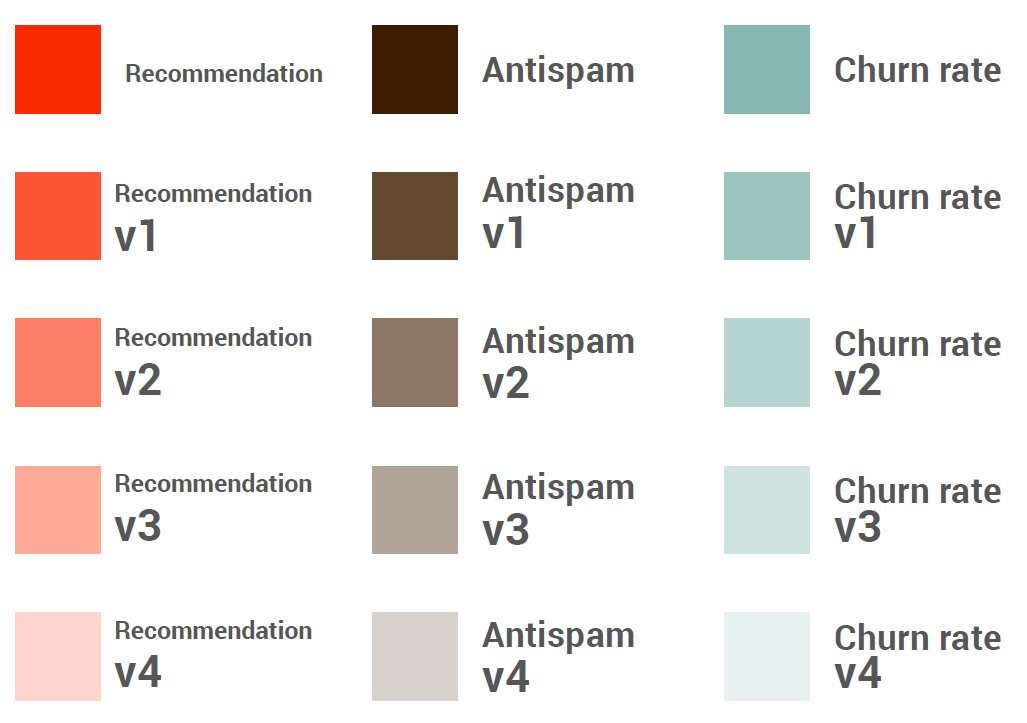 Recommendation
Antispam
Churn rate
Recommendation
v1
Antispam
v1
Churn rate
v1
Recommendation
v2
Antispam
v2
Churn rate
v2
Recommendation
v3
Antispam
v3
Churn rate
v3
Recommendation
v4
Antispam
v4
Churn rate
v4